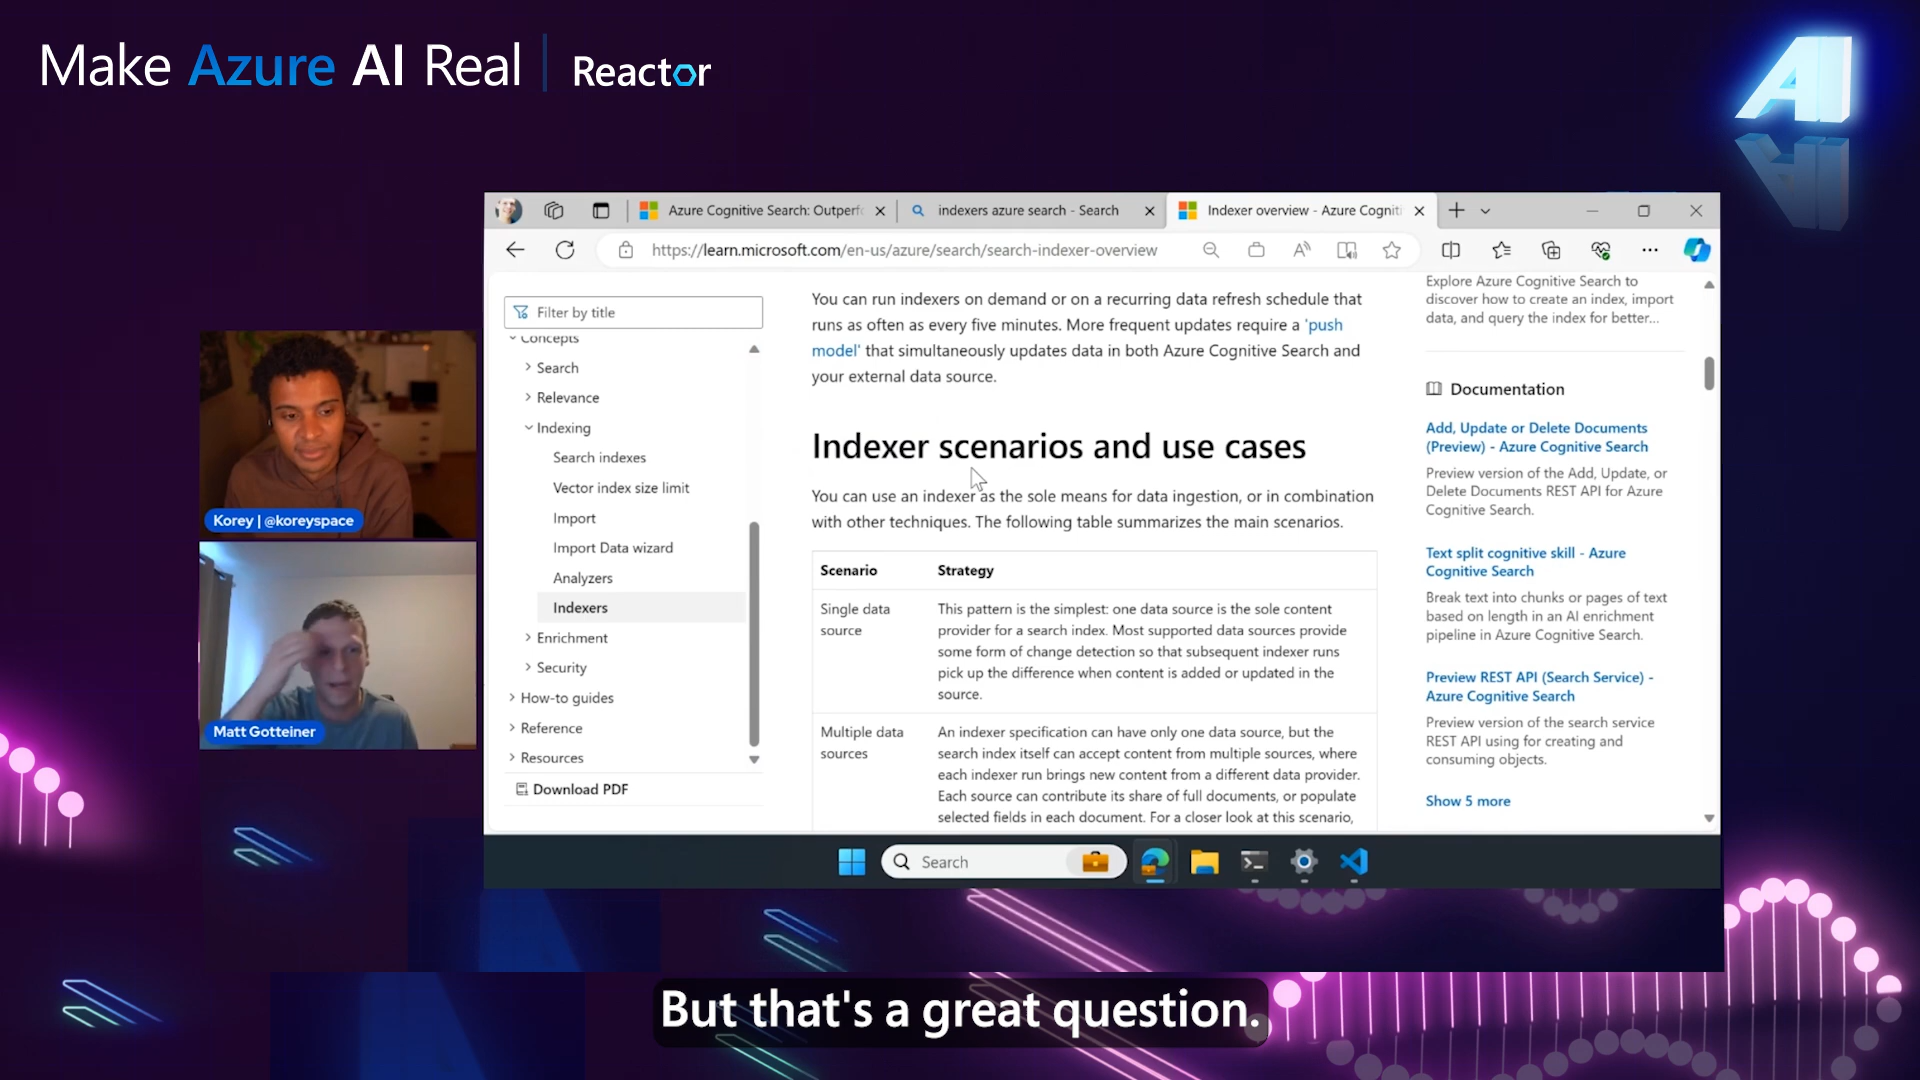 Make Azure AI Real | Reactor
AI
Azure Cognitive Search: Outperfo
indexers azure search - Search
Indexer overview - Azure Cogniti
https://learn.microsoft.com/en-us/azure/search/search-indexer-overview
Filter by title
Concepts
Search
Relevance
Indexing
Search indexes
Vector index size limit
Import
Import Data wizard
Analyzers
Indexers
Enrichment
Security
How-to guides
Reference
Resources
Download PDF
You can run indexers on demand or on a recurring data refresh schedule that
runs as often as every five minutes. More frequent updates require a 'push
model' that simultaneously updates data in both Azure Cognitive Search and
your external data source.
Indexer scenarios and use cases
You can use an indexer as the sole means for data ingestion, or in combination
with other techniques. The following table summarizes the main scenarios.
Scenario Strategy
Single data
source
This pattern is the simplest: one data source is the sole content
provider for a search index. Most supported data sources provide
some form of change detection so that subsequent indexer runs
pick up the difference when content is added or updated in the
source.
Multiple data
sources
An indexer specification can have only one data source, but the
search index itself can accept content from multiple sources, where
each indexer run brings new content from a different data provider.
Each source can contribute its share of full documents, or populate
selected fields in each document. For a closer look at this scenario,
Explore Azure Cognitive Search to
discover how to create an index, import
data, and query the index for better...
Documentation
Add, Update or Delete Documents
(Preview) - Azure Cognitive Search
Preview version of the Add, Update, or
Delete Documents REST API for Azure
Cognitive Search.
Text split cognitive skill - Azure
Cognitive Search
Break text into chunks or pages of text
based on length in an AI enrichment
pipeline in Azure Cognitive Search.
Preview REST API (Search Service) -
Azure Cognitive Search
Preview version of the search service
REST API using for creating and
consuming objects.
Show 5 more
Korey | @koreyspace
Matt Gotteiner
Search
But that's a great question.